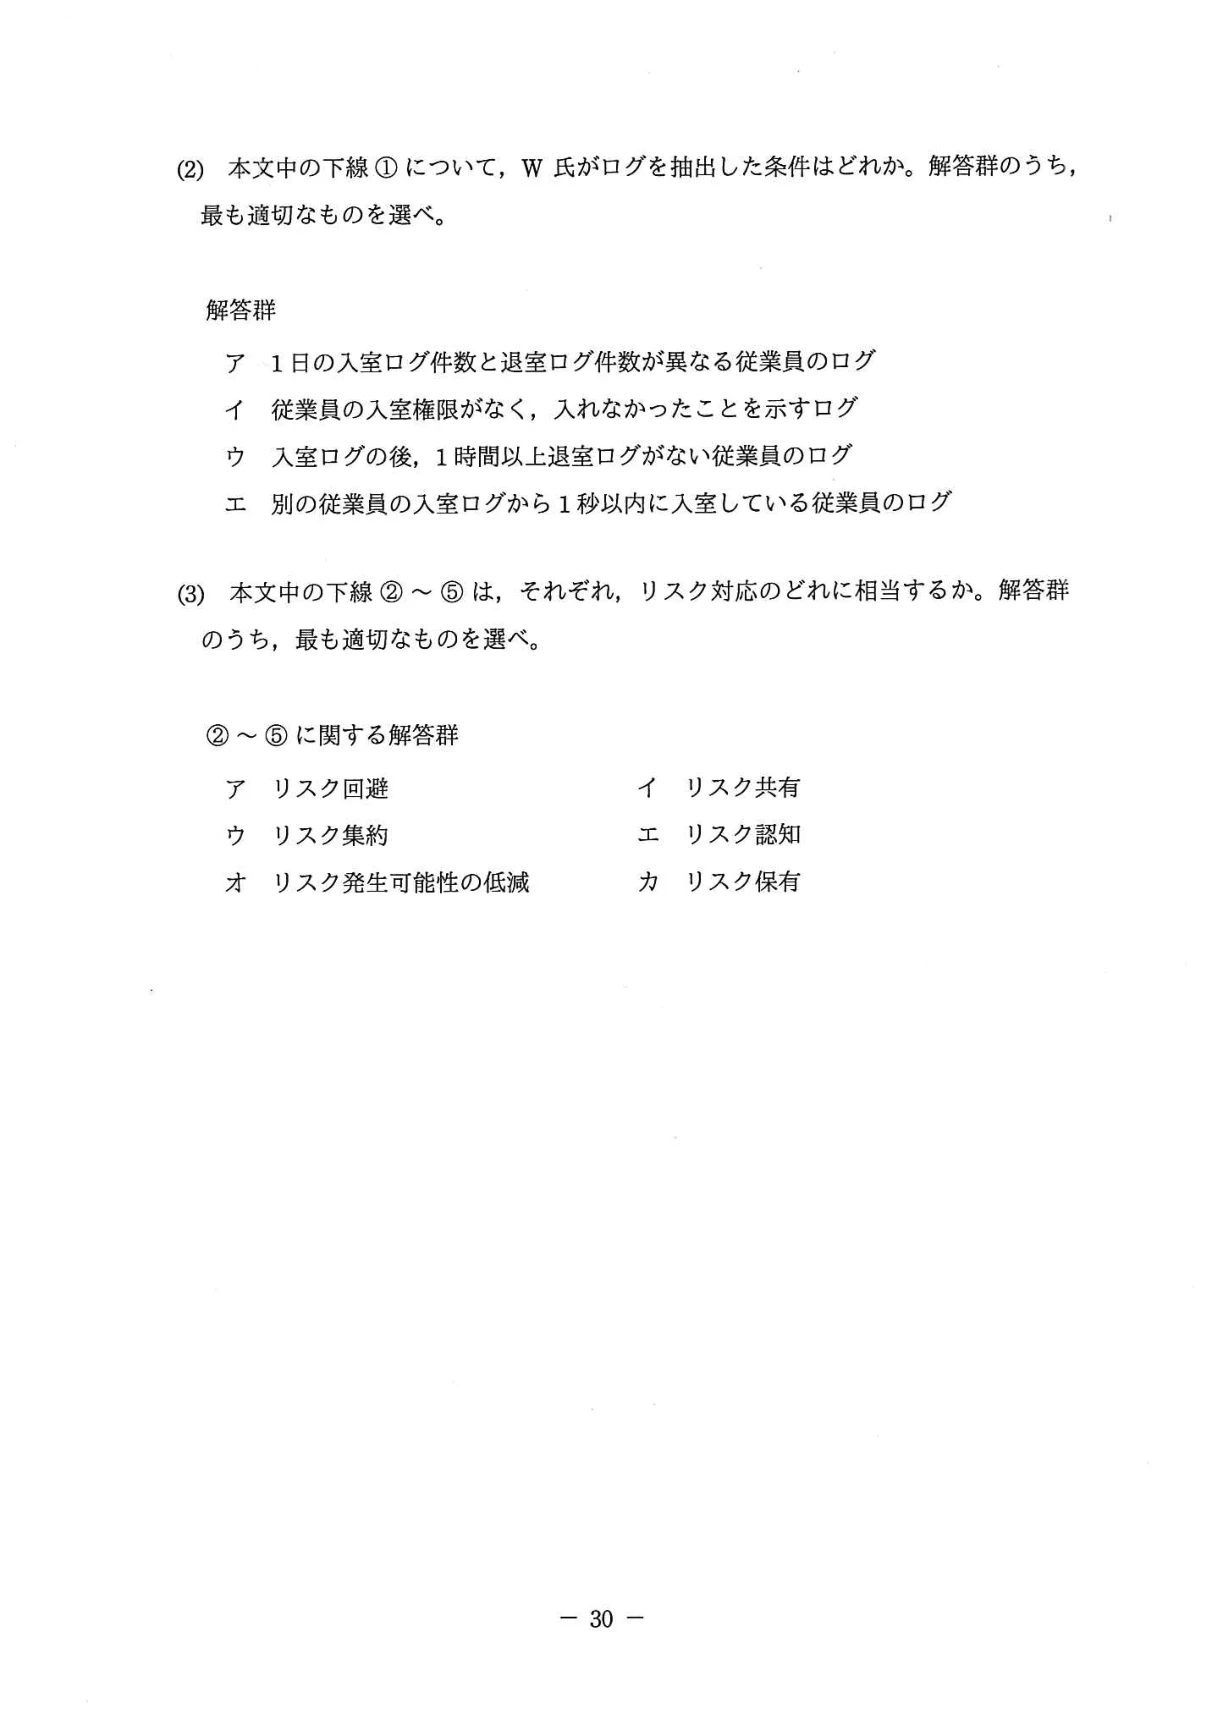 (2) 本文中の下線①について，W 氏がログを抽出した条件はどれか。解答群のうち，
最も適切なものを選べ。
解答群
ア 1日の入室ログ件数と退室ログ件数が異なる従業員のログ
イ 従業員の入室権限がなく，入れなかったことを示すログ
ウ 入室ログの後，1時間以上退室ログがない従業員のログ
エ 別の従業員の入室ログから1秒以内に入室している従業員のログ
(3) 本文中の下線②～⑤は，それぞれ，リスク対応のどれに相当するか。解答群
のうち，最も適切なものを選べ。
②～⑤に関する解答群
ア リスク回避 イ リスク共有
ウ リスク集約 エ リスク認知
オ リスク発生可能性の低減 カ リスク保有
― 30 ―